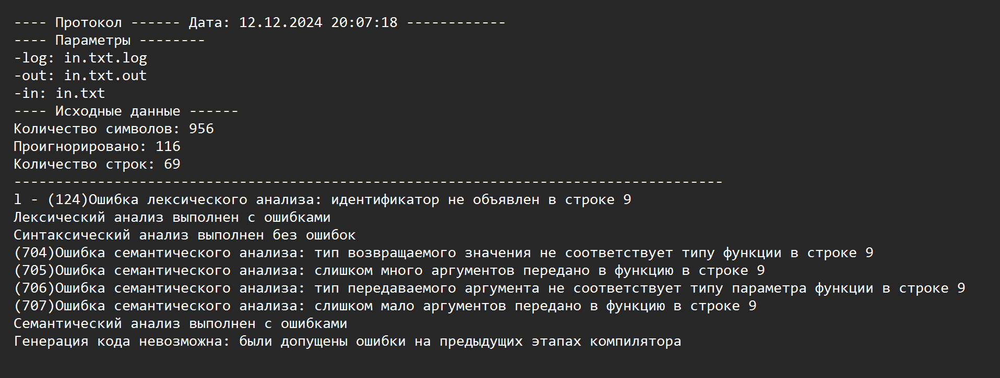 ---- Протокол ------ Дата: 12.12.2024 20:07:18 ------------
---- Параметры --------
-log: in.txt.log
-out: in.txt.out
-in: in.txt
---- Исходные данные ------
Количество символов: 956
Проигнорировано: 116
Количество строк: 69
-------------------------------------------------------------------------------------
l - (124)Ошибка лексического анализа: идентификатор не объявлен в строке 9
Лексический анализ выполнен с ошибками
Синтаксический анализ выполнен без ошибок
(704)Ошибка семантического анализа: тип возвращаемого значения не соответствует типу функции в строке 9
(705)Ошибка семантического анализа: слишком много аргументов передано в функцию в строке 9
(706)Ошибка семантического анализа: тип передаваемого аргумента не соответствует типу параметра функции в строке 9
(707)Ошибка семантического анализа: слишком мало аргументов передано в функцию в строке 9
Семантический анализ выполнен с ошибками
Генерация кода невозможна: были допущены ошибки на предыдущих этапах компилятора